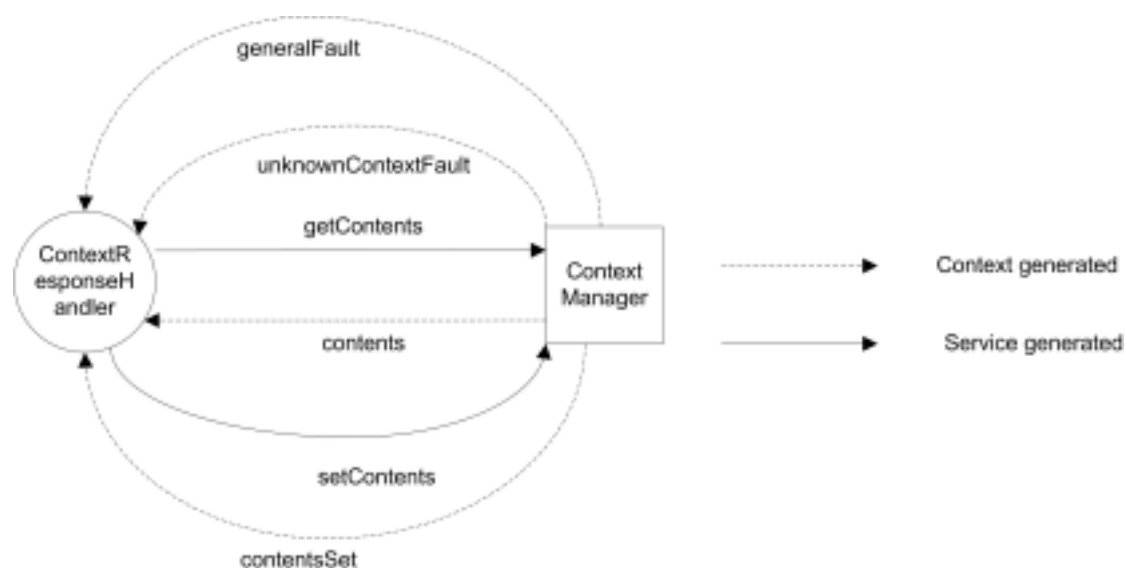 generalFault
unknownContextFault
getContents
ContextR
esponseH
andler
Context
Manager
Context generated
contents
Service generated
setContents
contentsSet